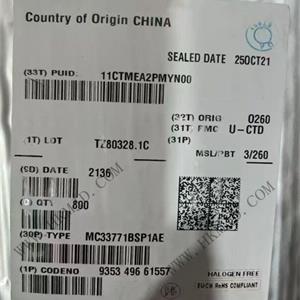 Country of Origin CHINA
SEALED DATE 25OCT21
(33T) PUID: 11CTMEA2PMYN00
(32T) ORIG 0260
(31T) FMC U-CTD
(31P)
(1T) LOT TZ80328.1C
MSL/PBT 3/260
(9D) DATE 2136
QTY 800
(30P)-TYPE MC33771BSP1AE
(1P) CODENO 9353 496 61557
HALOGEN FREE
EU/CN RoHS COMPLIANT